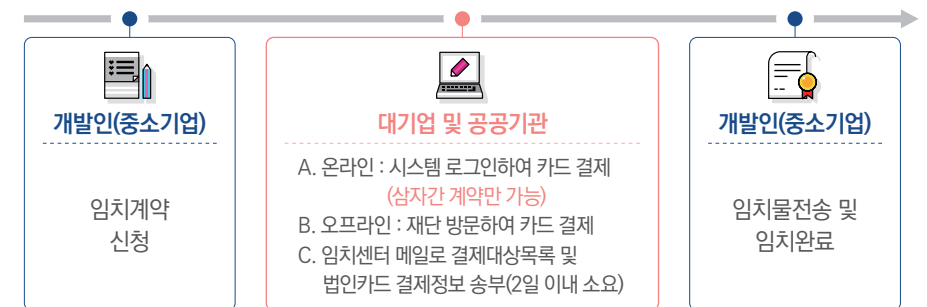 개발인(중소기업)
임치계약
신청
대기업 및 공공기관
A. 온라인 : 시스템 로그인하여 카드 결제
(삼자간 계약만 가능)
B. 오프라인 : 재단 방문하여 카드 결제
C. 임치센터 메일로 결제대상목록 및
법인카드 결제정보 송부(2일 이내 소요)
개발인(중소기업)
임치물전송 및
임치완료